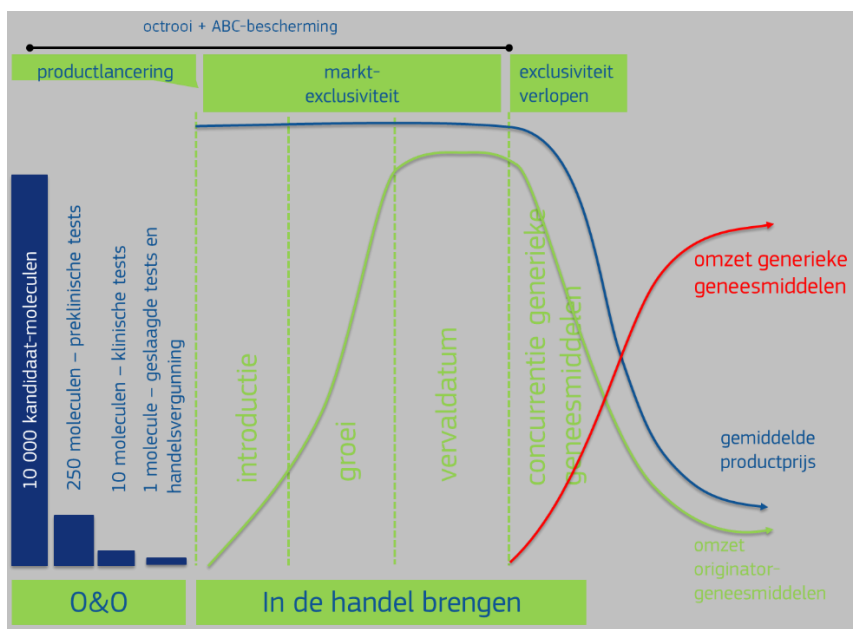 octrooi + ABC-bescherming
productlancering
markt-
exclusiviteit
exclusiviteit
verlopen
10 000 kandidaat-moleculen
250 moleculen – preklinische tests
10 moleculen – klinische tests
1 molecule – geslaagde tests en
handelsvergunning
introductie
groei
vervaldatum
concurrentie generieke
geneesmiddelen
omzet generieke
geneesmiddelen
gemiddelde
productprijs
omzet
originator-
geneesmiddelen
O&O
In de handel brengen